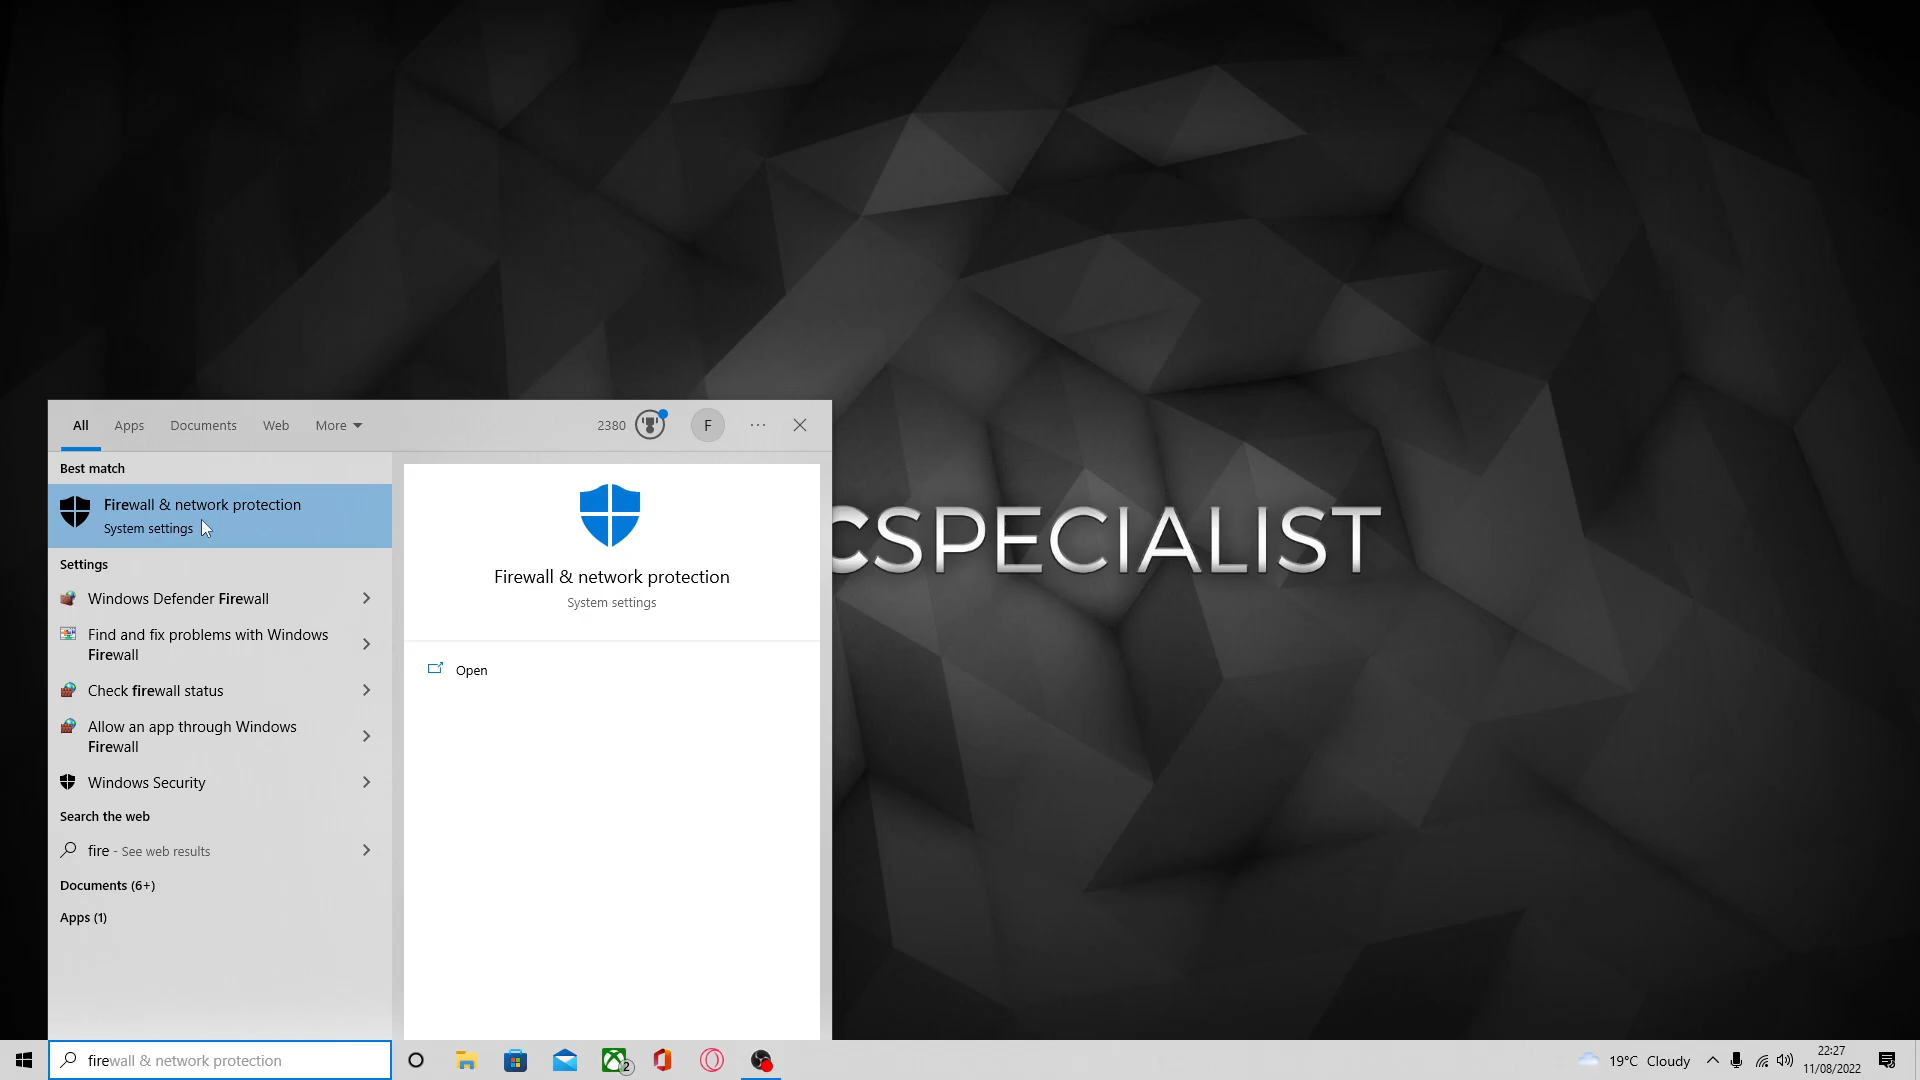 All
Apps
Documents
Web
More
2380
F
Best match
Firewall & network protection
System settings
Settings
Windows Defender Firewall
Find and fix problems with Windows
Firewall
Check firewall status
Allow an app through Windows
Firewall
Windows Security
Search the web
fire - See web results
Documents (6+)
Apps (1)
Firewall & network protection
System settings
Open
CSPECIALIST
firewall & network protection
2
19°C Cloudy
22:27
11/08/2022